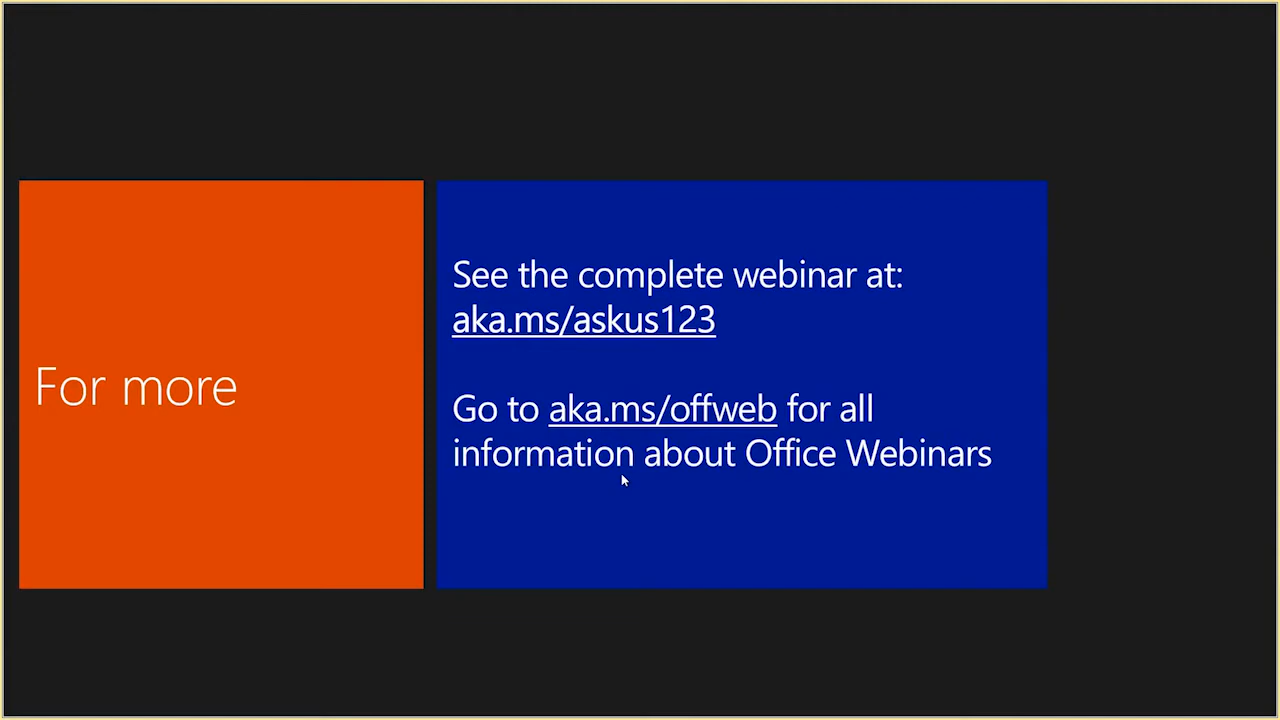 For more
See the complete webinar at:
aka.ms/askus123
Go to aka.ms/offweb for all
information about Office Webinars